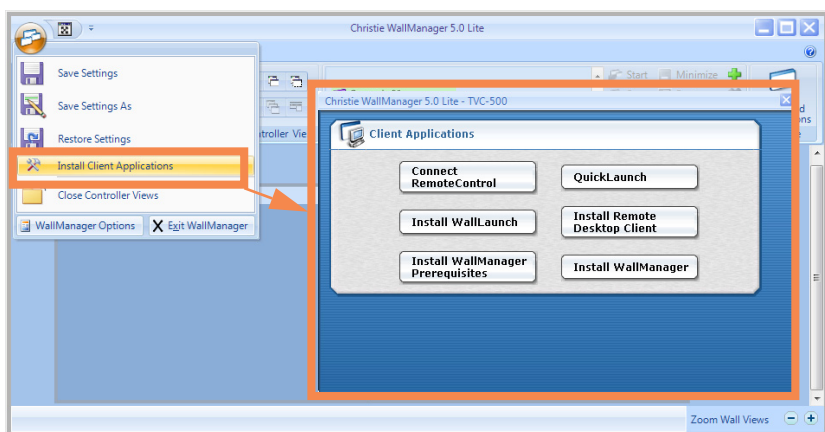 Christie WallManager 5.0 Lite
Save Settings
Save Settings As
Restore Settings
Install Client Applications
Close Controller Views
WallManager Options
Exit WallManager
Start
Minimize
Christie WallManager 5.0 Lite - TVC-500
Client Applications
Connect
RemoteControl
QuickLaunch
Install WallLaunch
Install Remote
Desktop Client
Install WallManager
Prerequisites
Install WallManager
Zoom Wall Views